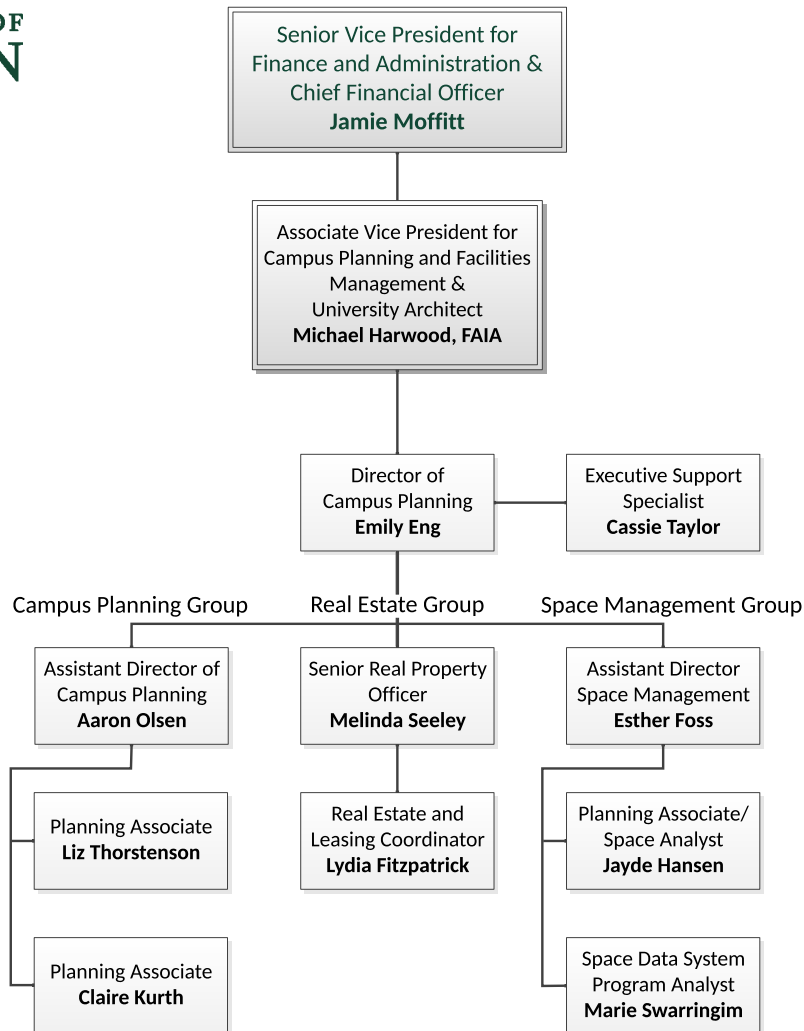 OF
N
Senior Vice President for
Finance and Administration &
Chief Financial Officer
Jamie Moffitt
Associate Vice President for
Campus Planning and Facilities
Management &
University Architect
Michael Harwood, FAIA
Director of
Campus Planning
Emily Eng
Executive Support
Specialist
Cassie Taylor
Campus Planning Group
Real Estate Group
Space Management Group
Assistant Director of
Campus Planning
Aaron Olsen
Senior Real Property
Officer
Melinda Seeley
Assistant Director
Space Management
Esther Foss
Planning Associate
Liz Thorstenson
Real Estate and
Leasing Coordinator
Lydia Fitzpatrick
Planning Associate/
Space Analyst
Jayde Hansen
Planning Associate
Claire Kurth
Space Data System
Program Analyst
Marie Swarringim